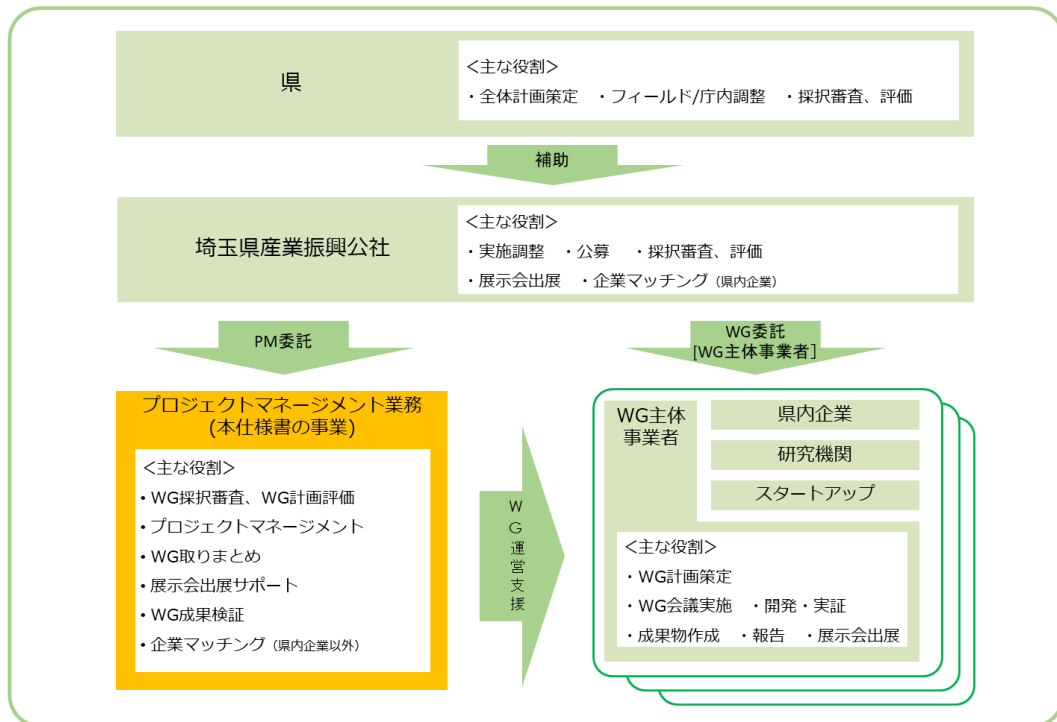 県
＜主な役割＞
・全体計画策定　・フィールド/庁内調整　・採択審査、評価
補助
埼玉県産業振興公社
＜主な役割＞
・実施調整　・公募　・採択審査、評価
・展示会出展　・企業マッチング（県内企業）
PM委託
WG委託
[WG主体事業者］
プロジェクトマネージメント業務
(本仕様書の事業)
＜主な役割＞
・WG採択審査、WG計画評価
・プロジェクトマネージメント
・WG取りまとめ
・展示会出展サポート
・WG成果検証
・企業マッチング（県内企業以外）
WG運営支援
WG主体
事業者
県内企業
研究機関
スタートアップ
＜主な役割＞
・WG計画策定
・WG会議実施　・開発・実証
・成果物作成　・報告　・展示会出展